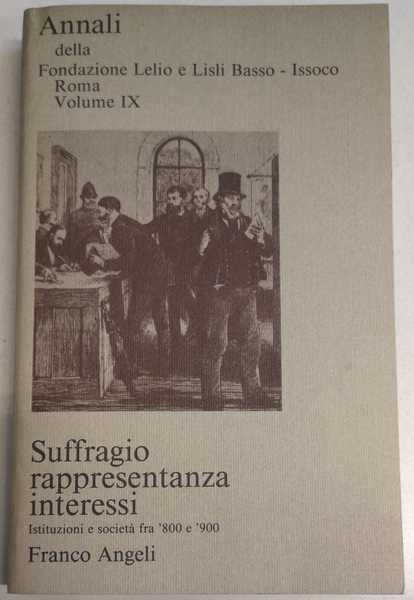 Annali
della
Fondazione Lelio e Lisli Basso - Issoco
Roma
Volume IX
Suffragio
rappresentanza
interessi
Istituzioni e società fra '800 e '900
Franco Angeli